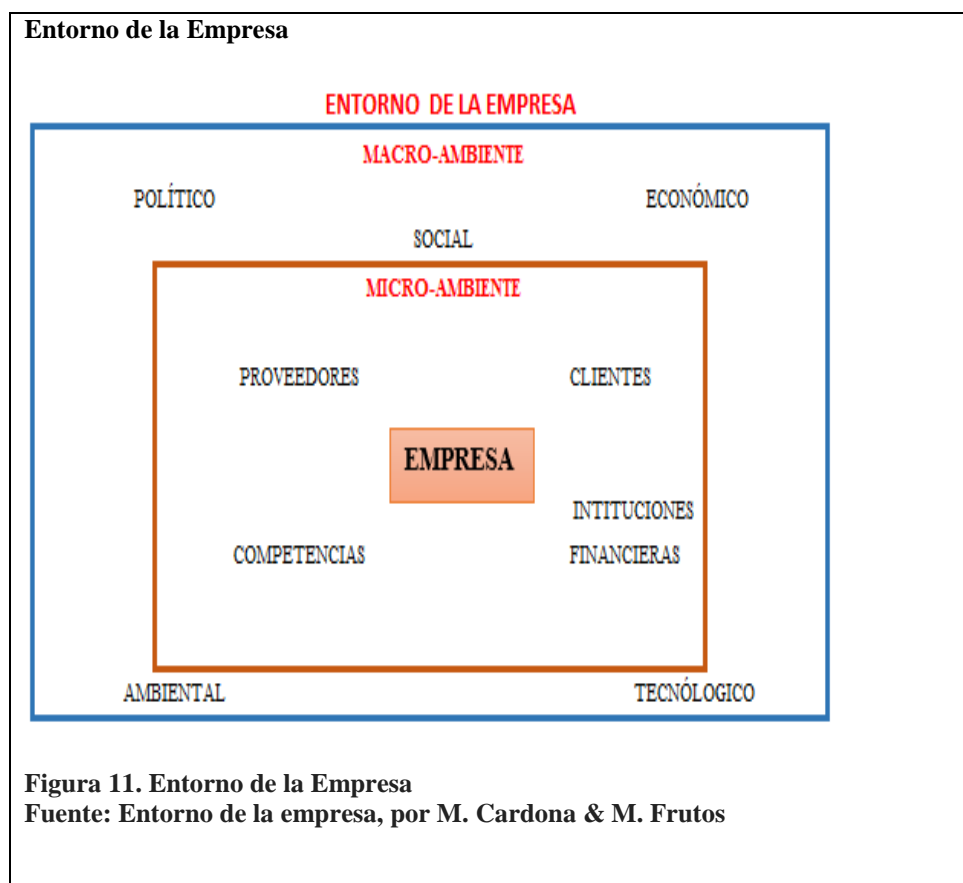 Entorno de la Empresa
ENTORNO DE LA EMPRESA
MACRO-AMBIENTE
POLÍTICO ECONÓMICO
SOCIAL
MICRO-AMBIENTE
PROVEEDORES CLIENTES
EMPRESA
INTITUCIONES
COMPETENCIAS FINANCIERAS
AMBIENTAL TECNÓLOGICO
Figura 11. Entorno de la Empresa
Fuente: Entorno de la empresa, por M. Cardona & M. Frutos